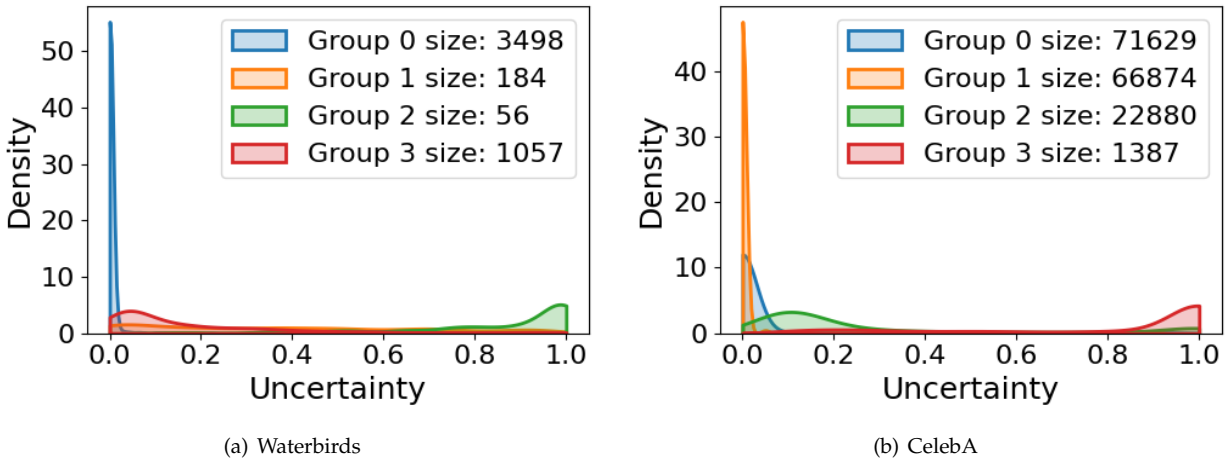 Density
50
40
30
20
10
0
Group 0 size: 3498
Group 1 size: 184
Group 2 size: 56
Group 3 size: 1057
0.0 0.2 0.4 0.6 0.8 1.0
Uncertainty
(a) Waterbirds
Density
40
30
20
10
0
Group 0 size: 71629
Group 1 size: 66874
Group 2 size: 22880
Group 3 size: 1387
0.0 0.2 0.4 0.6 0.8 1.0
Uncertainty
(b) CelebA